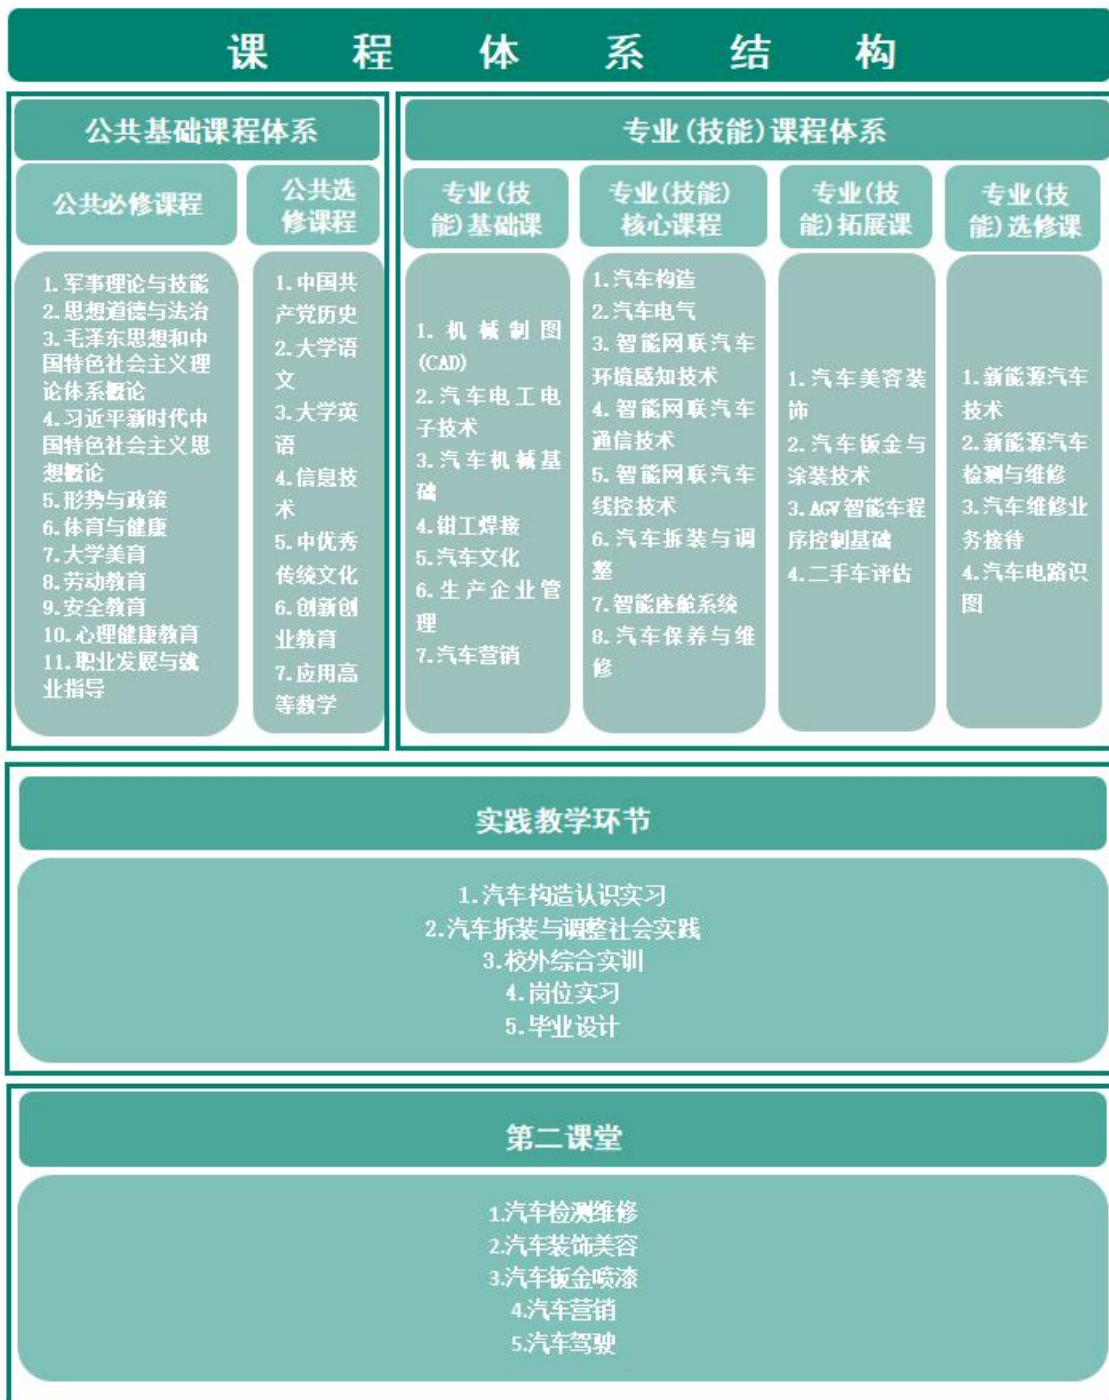 课程体系结构
公共基础课程体系
公共必修课程
1.军事理论与技能
2.思想道德与法治
3.毛泽东思想和中
国特色社会主义理
论体系概论
4.习近平新时代中
国特色社会主义思
想概论
5.形势与政策
6.体育与健康
7.大学美育
8.劳动教育
9.安全教育
10.心理健康教育
11.职业发展与就
业指导
公共选
修课程
1.中国共
产党历史
2.大学语
文
3.大学英
语
4.信息技
术
5.中优秀
传统文化
6.创新创
业教育
7.应用高
等数学
专业(技能)课程体系
专业(技
能)基础课
1.机械制图
(CAD)
2.汽车电工电
子技术
3.汽车机械基
础
4.钳工焊接
5.汽车文化
6.生产企业管
理
7.汽车营销
专业(技能)
核心课程
1.汽车构造
2.汽车电气
3.智能网联汽车
环境感知技术
4.智能网联汽车
通信技术
5.智能网联汽车
线控技术
6.汽车拆装与调
整
7.智能座舱系统
8.汽车保养与维
修
专业(技
能)拓展课
1.汽车美容装
饰
2.汽车钣金与
涂装技术
3.AGV智能车程
序控制基础
4.二手车评估
专业(技
能)选修课
1.新能源汽车
技术
2.新能源汽车
检测与维修
3.汽车维修业
务接待
4.汽车电路识
图
实践教学环节
1.汽车构造认识实习
2.汽车拆装与调整社会实践
3.校外综合实训
4.岗位实习
5.毕业设计
第二课堂
1.汽车检测维修
2.汽车装饰美容
3.汽车钣金喷漆
4.汽车营销
5.汽车驾驶